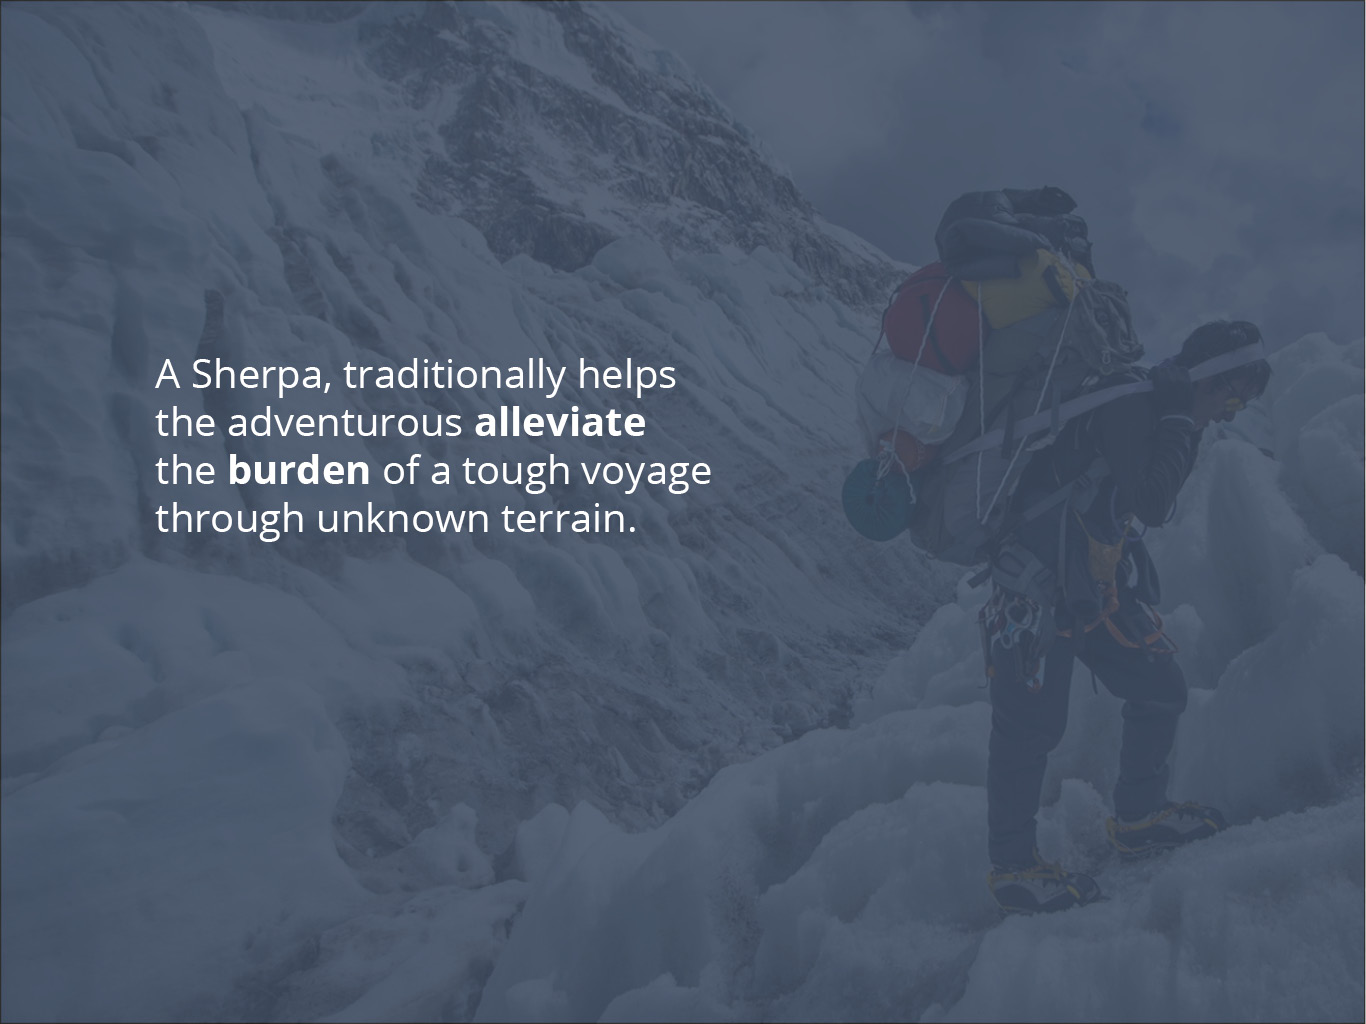 A Sherpa, traditionally helps
the adventurous alleviate
the burden of a tough voyage
through unknown terrain.